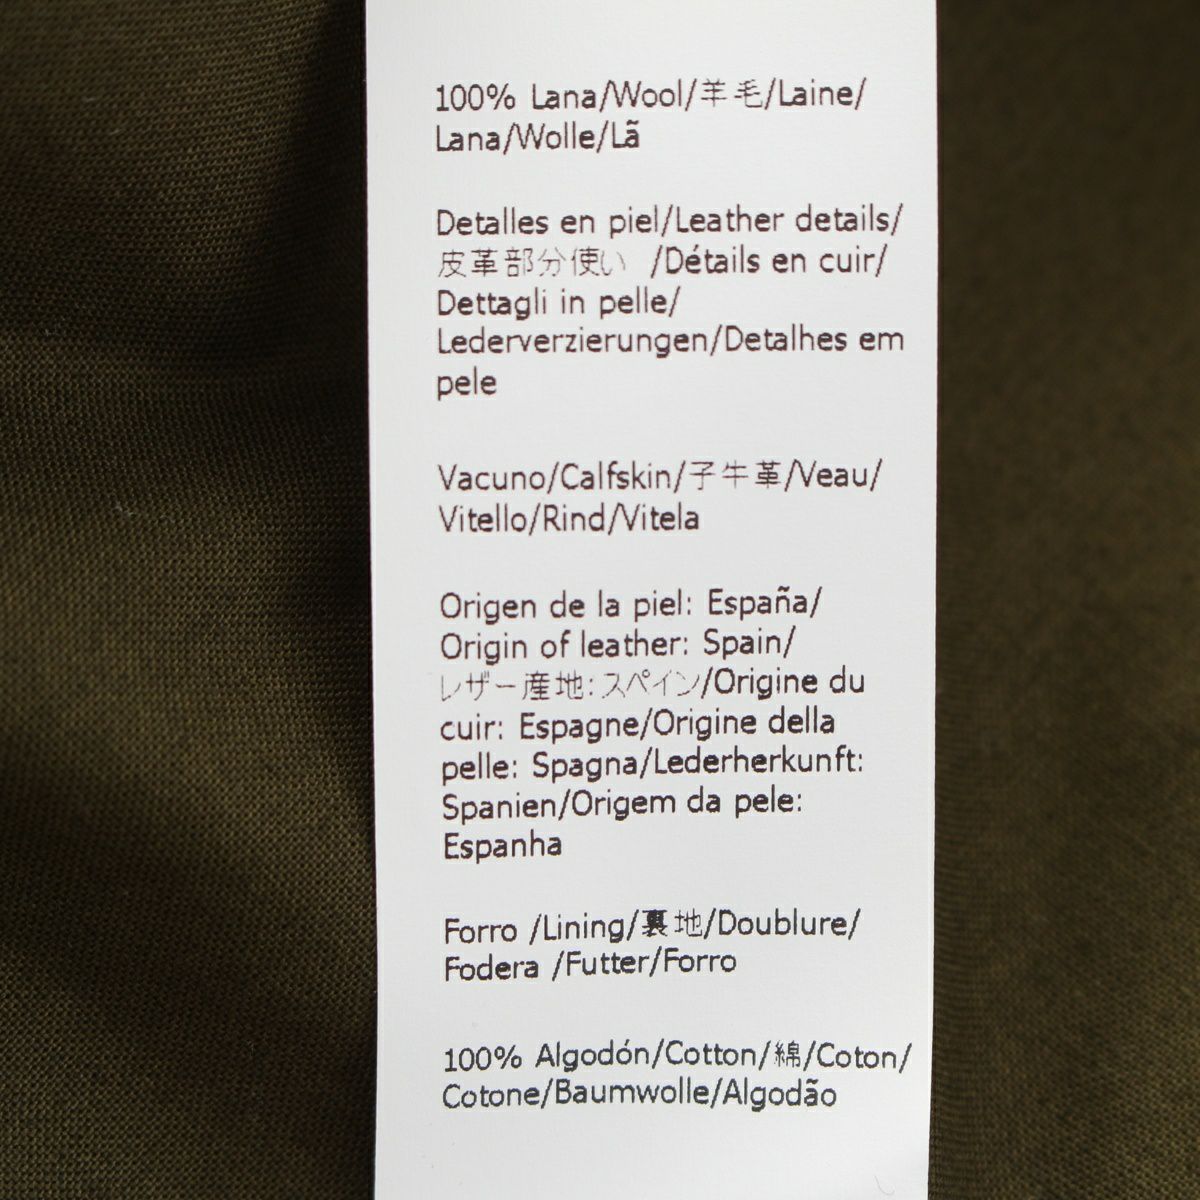 100% Lana/Wool/羊毛/Laine/
Lana/Wolle/Lã
Detalles en piel/Leather details/
皮革部分使い /Détails en cuir/
Dettagli in pelle/
Lederverzierungen/Detalhes em
pele
Vacuno/Calfskin/子牛革/Veau/
Vitello/Rind/Vitela
Origen de la piel: España/
Origin of leather: Spain/
レザー産地: スペイン/Origine du
cuir: Espagne/Origine della
pelle: Spagna/Lederherkunft:
Spanien/Origem da pele:
Espanha
Forro /Lining/裏地/Doublure/
Fodera /Futter/Forro
100% Algodón/Cotton/綿/Coton/
Cotone/Baumwolle/Algodão